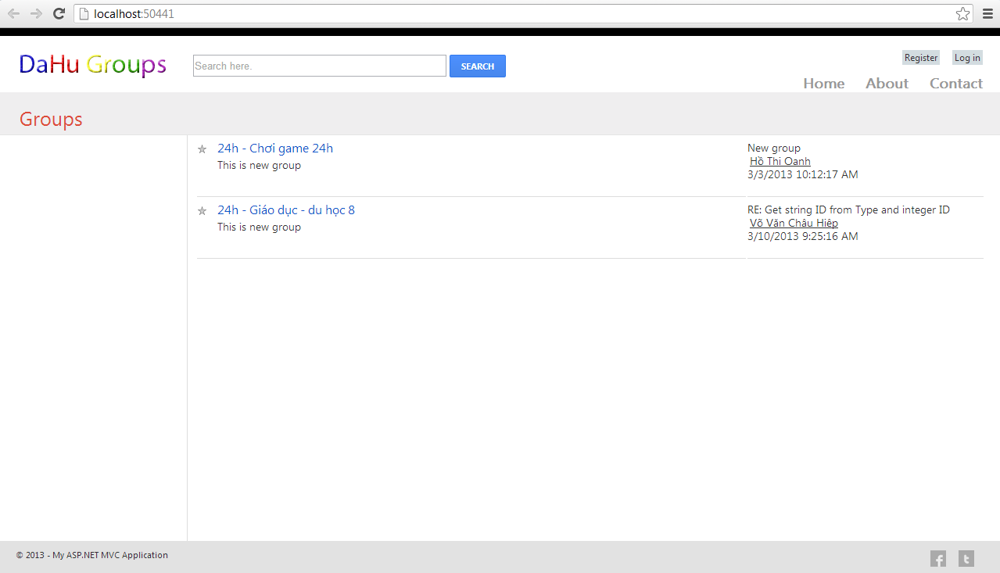 localhost:50441
DaHu Groups
Search here.
SEARCH
Register
Log in
Home
About
Contact
Groups
24h - Chơi game 24h
This is new group
New group
Hồ Thi Oanh
3/3/2013 10:12:17 AM
24h - Giáo dục - du học 8
This is new group
RE: Get string ID from Type and integer ID
Võ Văn Châu Hiệp
3/10/2013 9:25:16 AM
© 2013 - My ASP.NET MVC Application